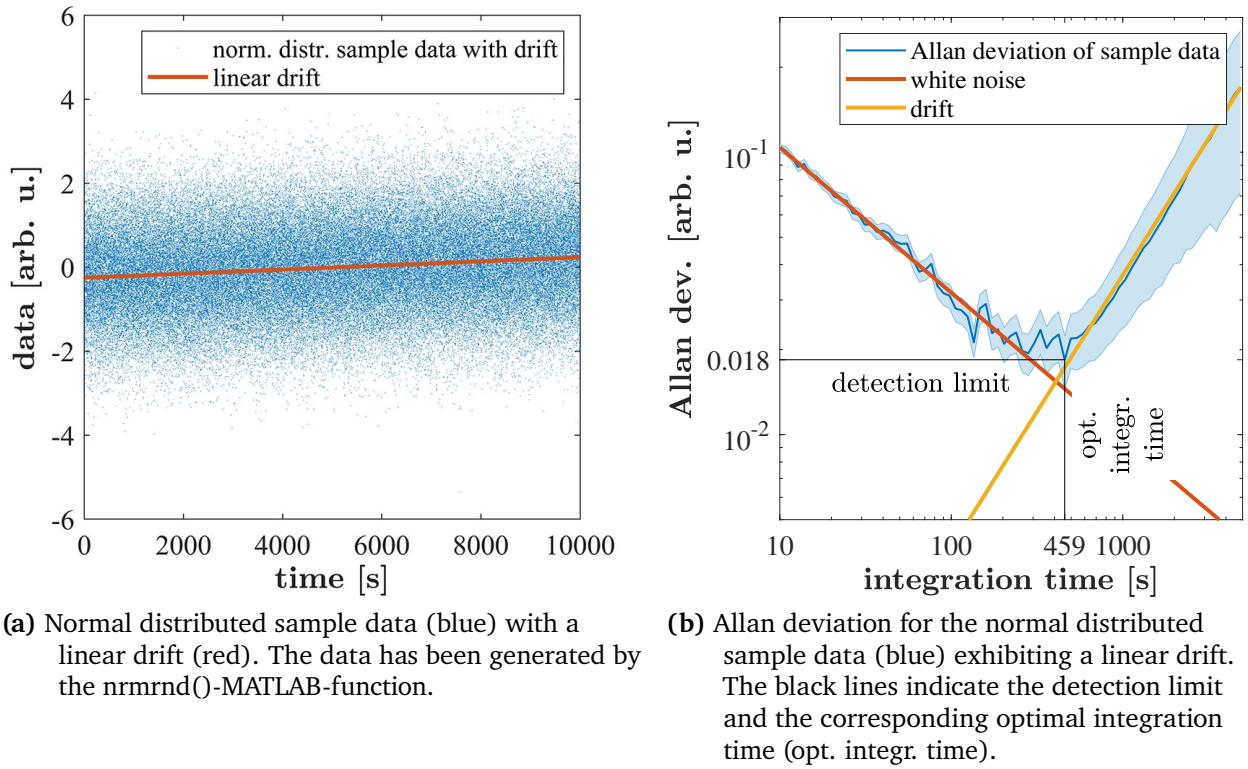 6
4
2
0
-2
-4
-6
data [arb. u.]
norm. distr. sample data with drift
linear drift
0 2000 4000 6000 8000 10000
time [s]
(a) Normal distributed sample data (blue) with a
linear drift (red). The data has been generated by
the nrmrnd()-MATLAB-function.
Allan dev. [arb. u.]
10^-1
0.018
10^-2
Allan deviation of sample data
white noise
drift
detection limit
opt.
integr.
time
10 100 459 1000
integration time [s]
(b) Allan deviation for the normal distributed
sample data (blue) exhibiting a linear drift.
The black lines indicate the detection limit
and the corresponding optimal integration
time (opt. integr. time).